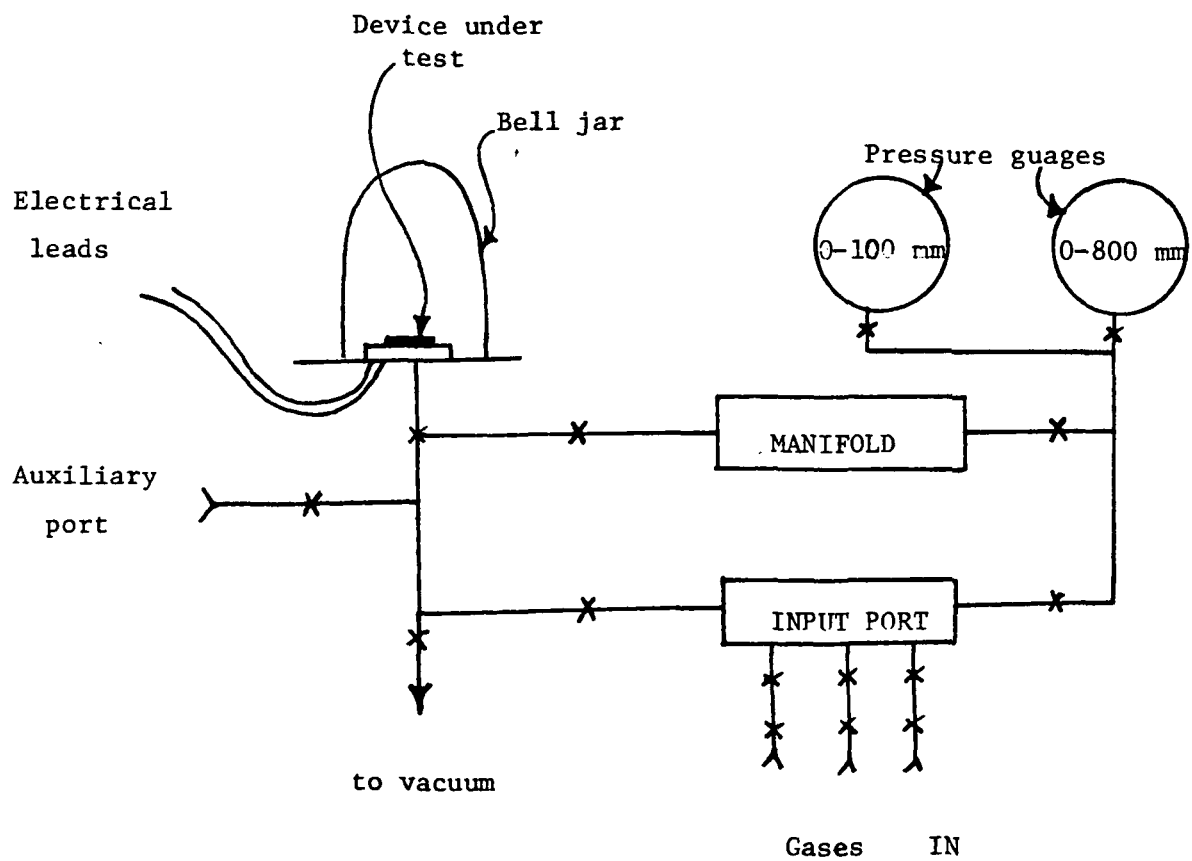 Device under
test
Bell jar
Pressure guages
Electrical
leads
0-100 mm
0-800 mm
MANIFOLD
Auxiliary
port
INPUT PORT
to vacuum
Gases IN